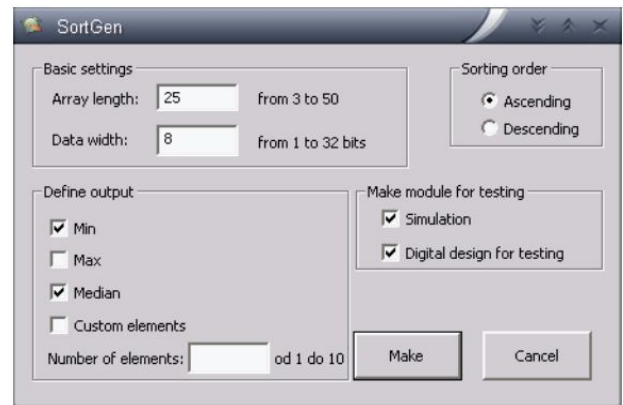 SortGen
Basic settings
Array length: 25 from 3 to 50
Data width: 8 from 1 to 32 bits
Sorting order
Ascending
Descending
Define output
Min
Max
Median
Custom elements
Number of elements: od 1 do 10
Make module for testing
Simulation
Digital design for testing
Make
Cancel